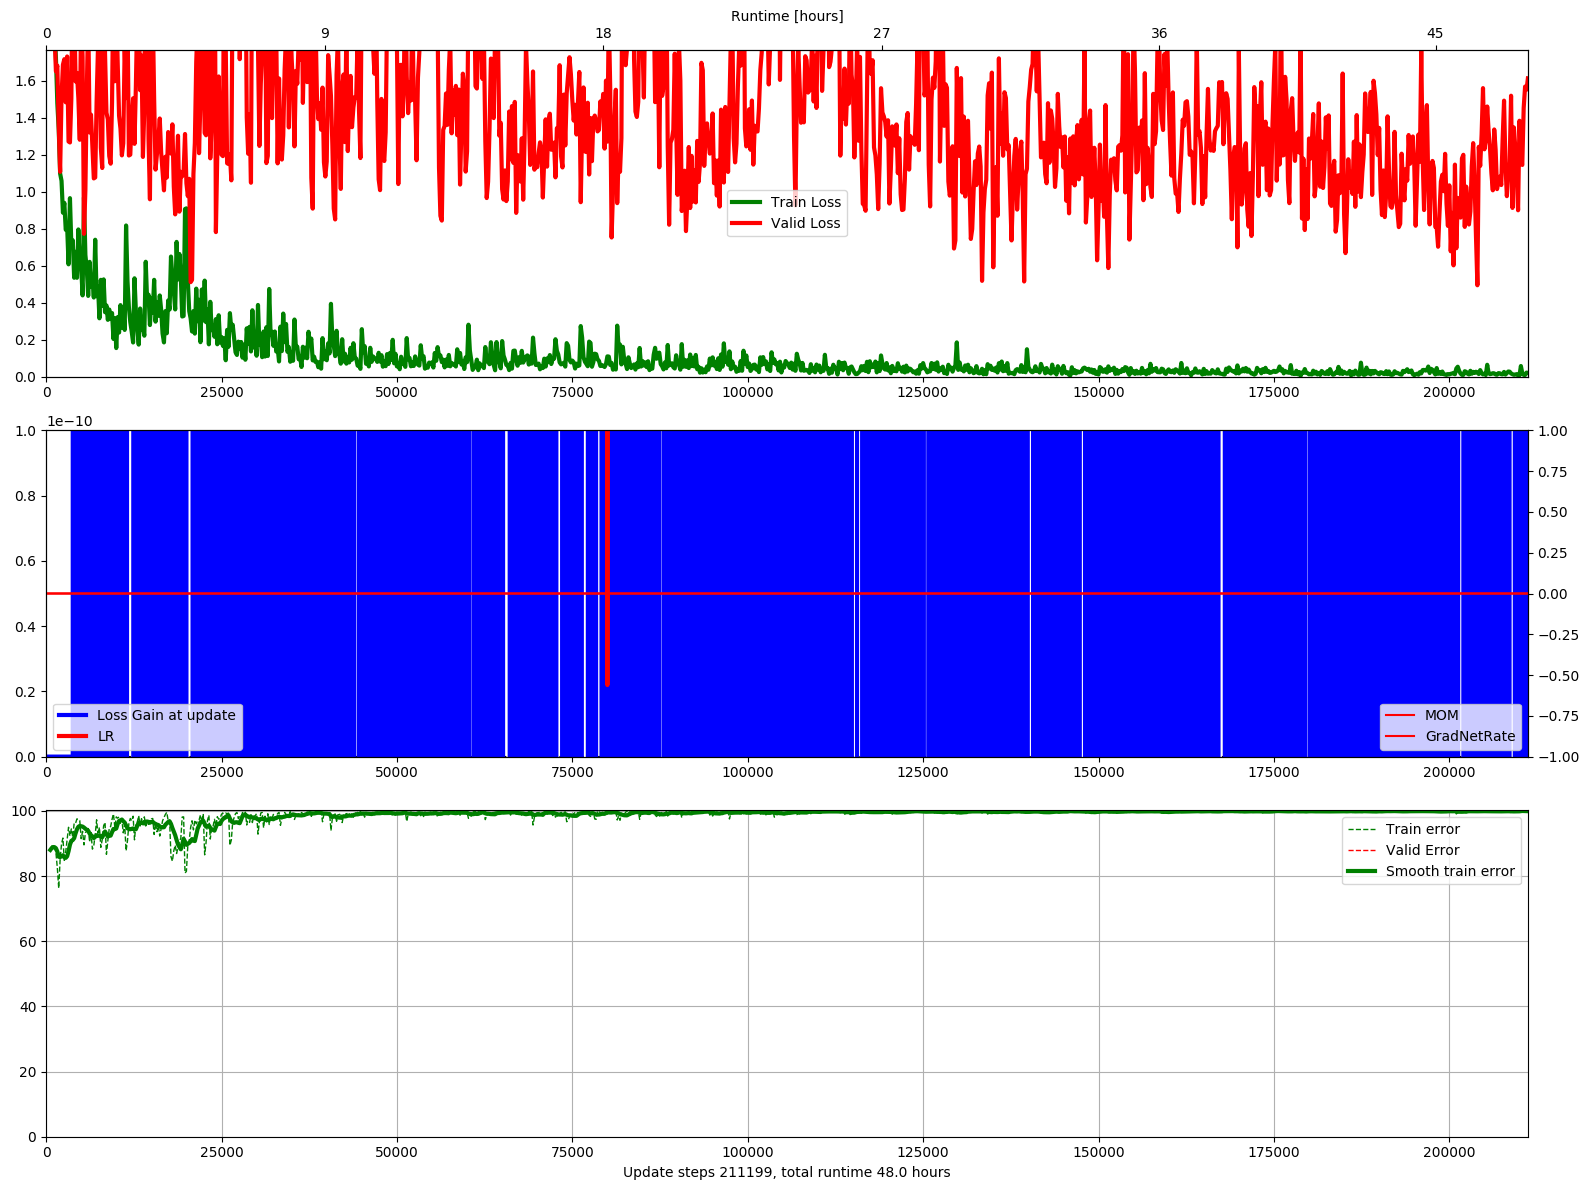 Runtime [hours]
0 9 18 27 36 45
1.6
1.4
1.2
1.0
0.8
0.6
0.4
0.2
0.0
Train Loss
Valid Loss
0 25000 50000 75000 100000 125000 150000 175000 200000
1e−10
1.0
0.8
0.6
0.4
0.2
0.0
Loss Gain at update
LR
1.00
0.75
0.50
0.25
0.00
−0.25
−0.50
−0.75
−1.00
MOM
GradNetRate
0 25000 50000 75000 100000 125000 150000 175000 200000
100
80
60
40
20
0
Train error
Valid Error
Smooth train error
0 25000 50000 75000 100000 125000 150000 175000 200000
Update steps 211199, total runtime 48.0 hours